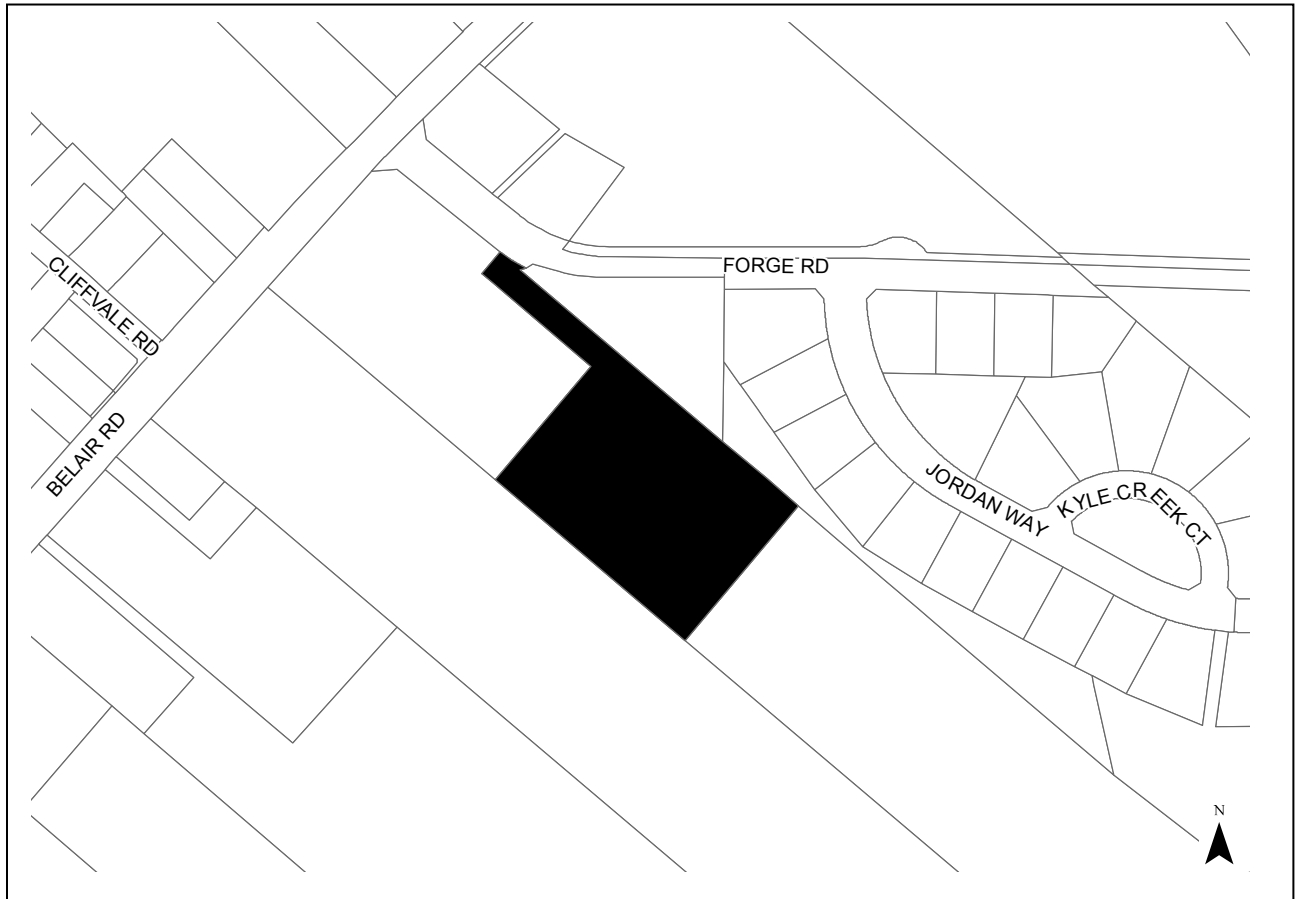 FORGE RD
CLIFFVALE RD
BELAIR RD
JORDAN WAY
KYLE CREEK CT
N